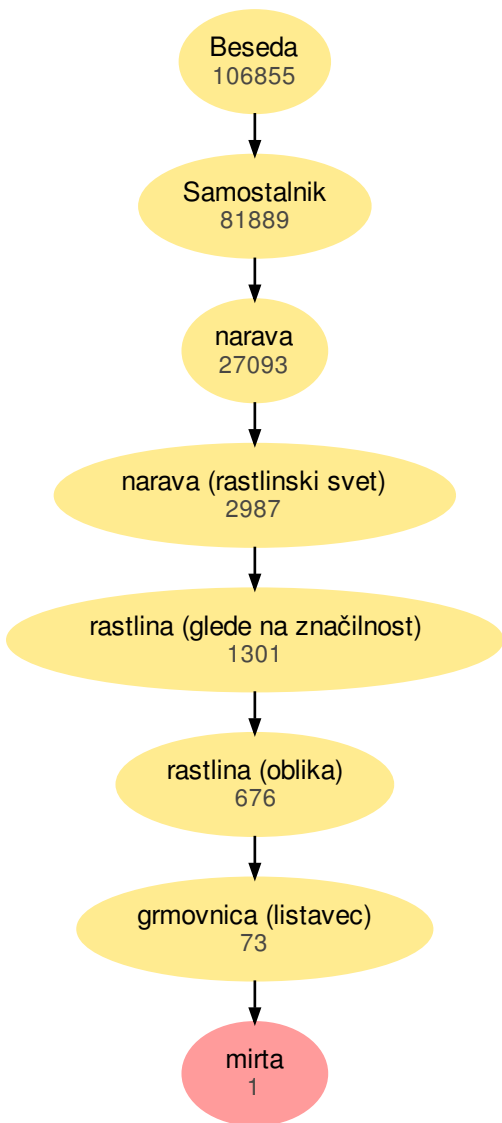 Beseda
106855
Samostalnik
81889
narava
27093
narava (rastlinski svet)
2987
rastlina (glede na značilnost)
1301
rastlina (oblika)
676
grmovnica (listavec)
73
mirta
1